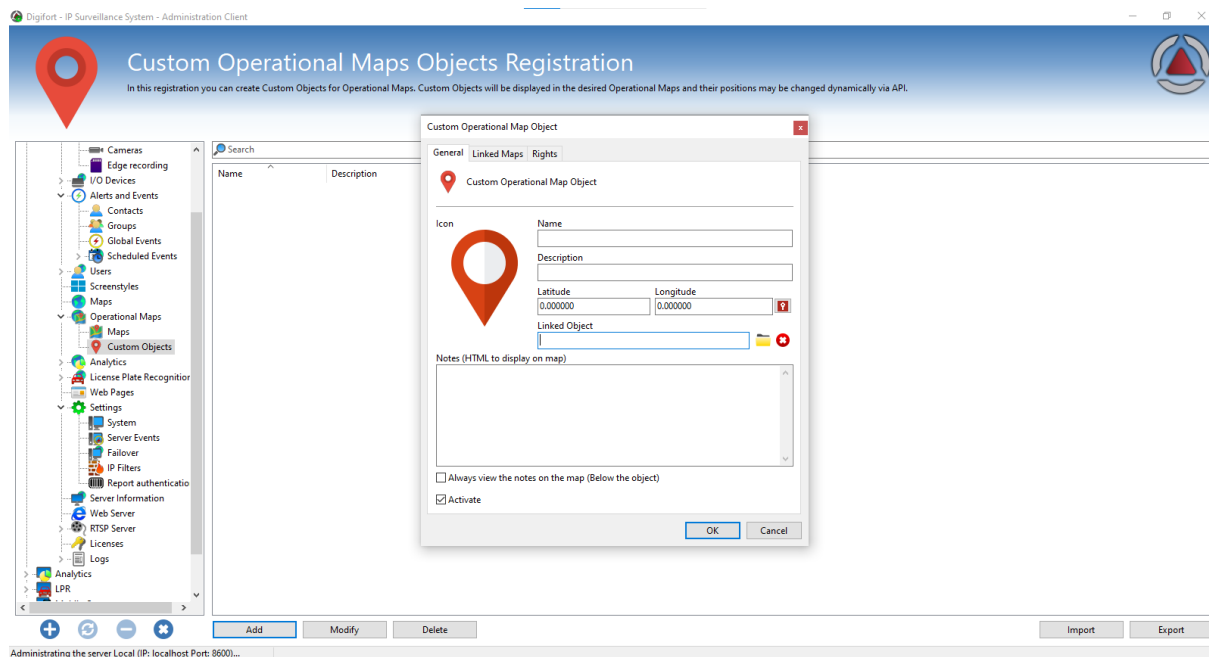 Digifort - IP Surveillance System - Administration Client
Custom Operational Maps Objects Registration
In this registration you can create Custom Objects for Operational Maps. Custom Objects will be displayed in the desired Operational Maps and their positions may be changed dynamically via API.
Cameras
Edge recording
I/O Devices
Alerts and Events
Contacts
Groups
Global Events
Scheduled Events
Users
Screenstyles
Maps
Operational Maps
Maps
Custom Objects
Analytics
License Plate Recognition
Web Pages
Settings
System
Server Events
Failover
IP Filters
Report authenticatio
Server Information
Web Server
RTSP Server
Licenses
Logs
Analytics
LPR
Search
Name Description
Custom Operational Map Object
General Linked Maps Rights
Custom Operational Map Object
Icon
Name
Description
Latitude Longitude
0.000000 0.000000
Linked Object
Notes (HTML to display on map)
Always view the notes on the map (Below the object)
Activate
OK Cancel
Add Modify Delete Import Export
Administrating the server Local (IP: localhost Port: 8600)...